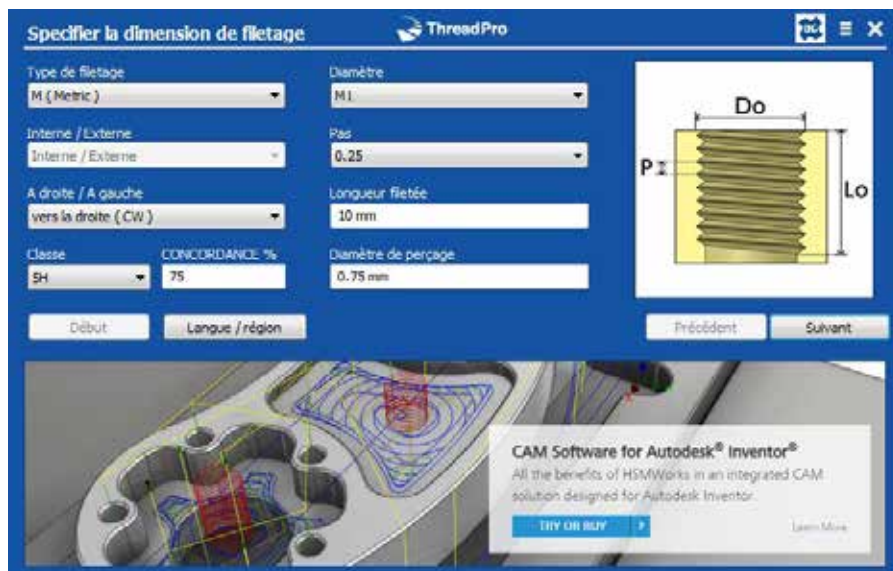 Specifier la dimension de filetage
ThreadPro
OSG
Type de filetage
M ( Metric )
Diamètre
M1
Interne / Externe
Interne / Externe
Pas
0.25
A droite / A gauche
vers la droite ( CW )
Longueur filetée
10 mm
Classe
5H
CONCORDANCE %
75
Diamètre de perçage
0.75 mm
Do
P
Lo
Début
Langue / région
Précédent
Suivant
CAM Software for Autodesk® Inventor®
All the benefits of HSMWorks in an integrated CAM
solution designed for Autodesk Inventor.
TRY OR BUY
Learn More
X